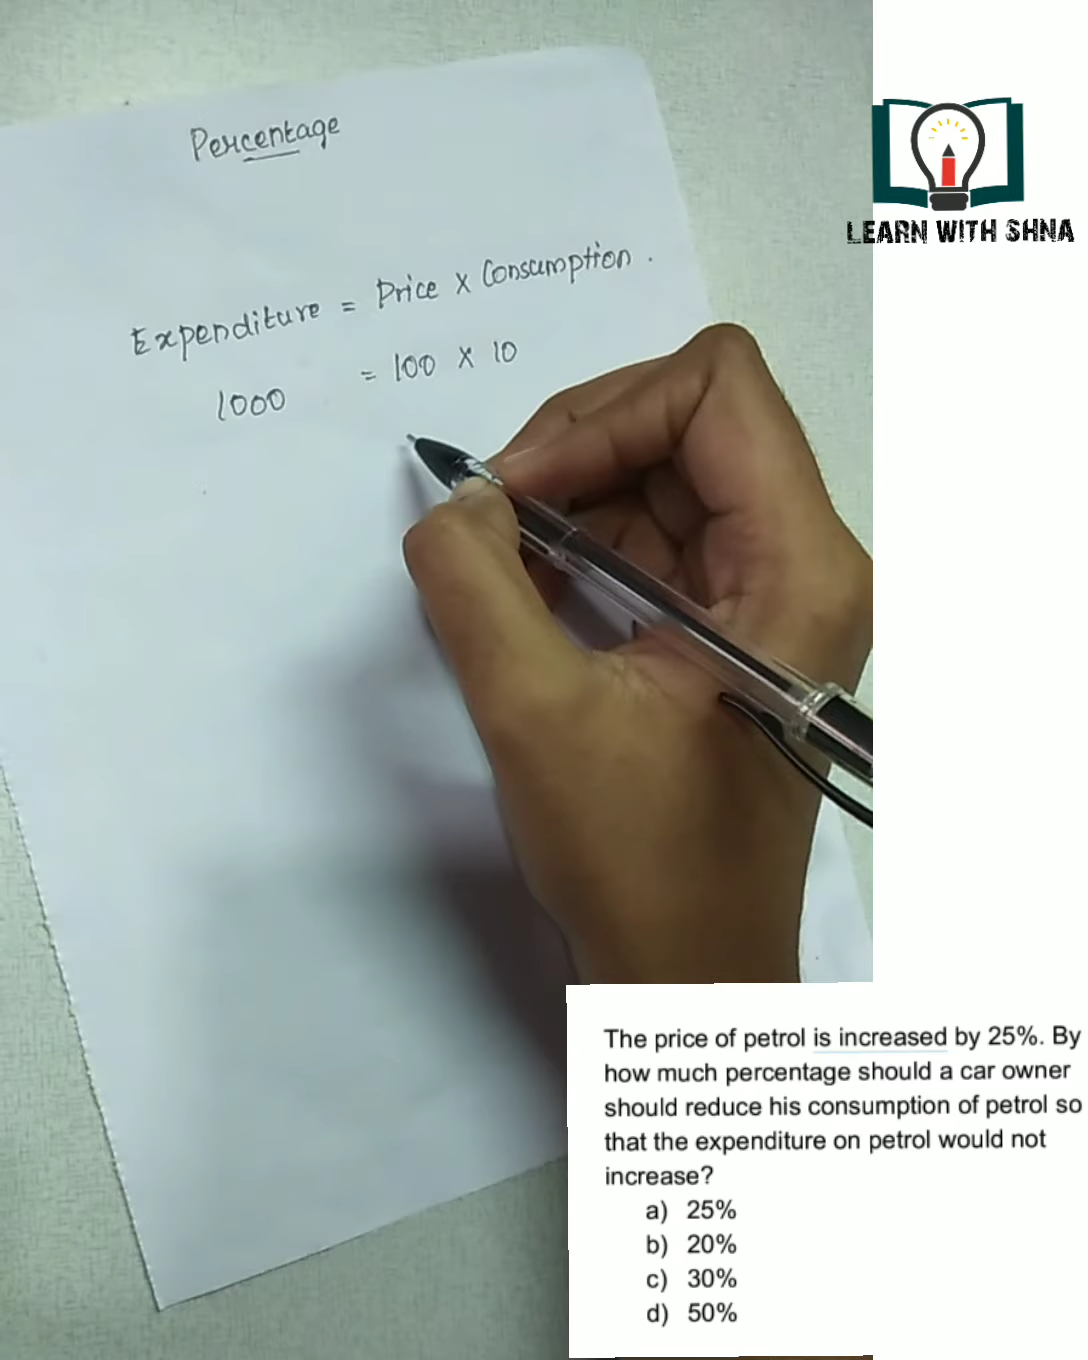 Percentage
Expenditure = Price x Consumption.
1000 = 100 x 10
LEARN WITH SHNA
The price of petrol is increased by 25%. By
how much percentage should a car owner
should reduce his consumption of petrol so
that the expenditure on petrol would not
increase?
a) 25%
b) 20%
c) 30%
d) 50%